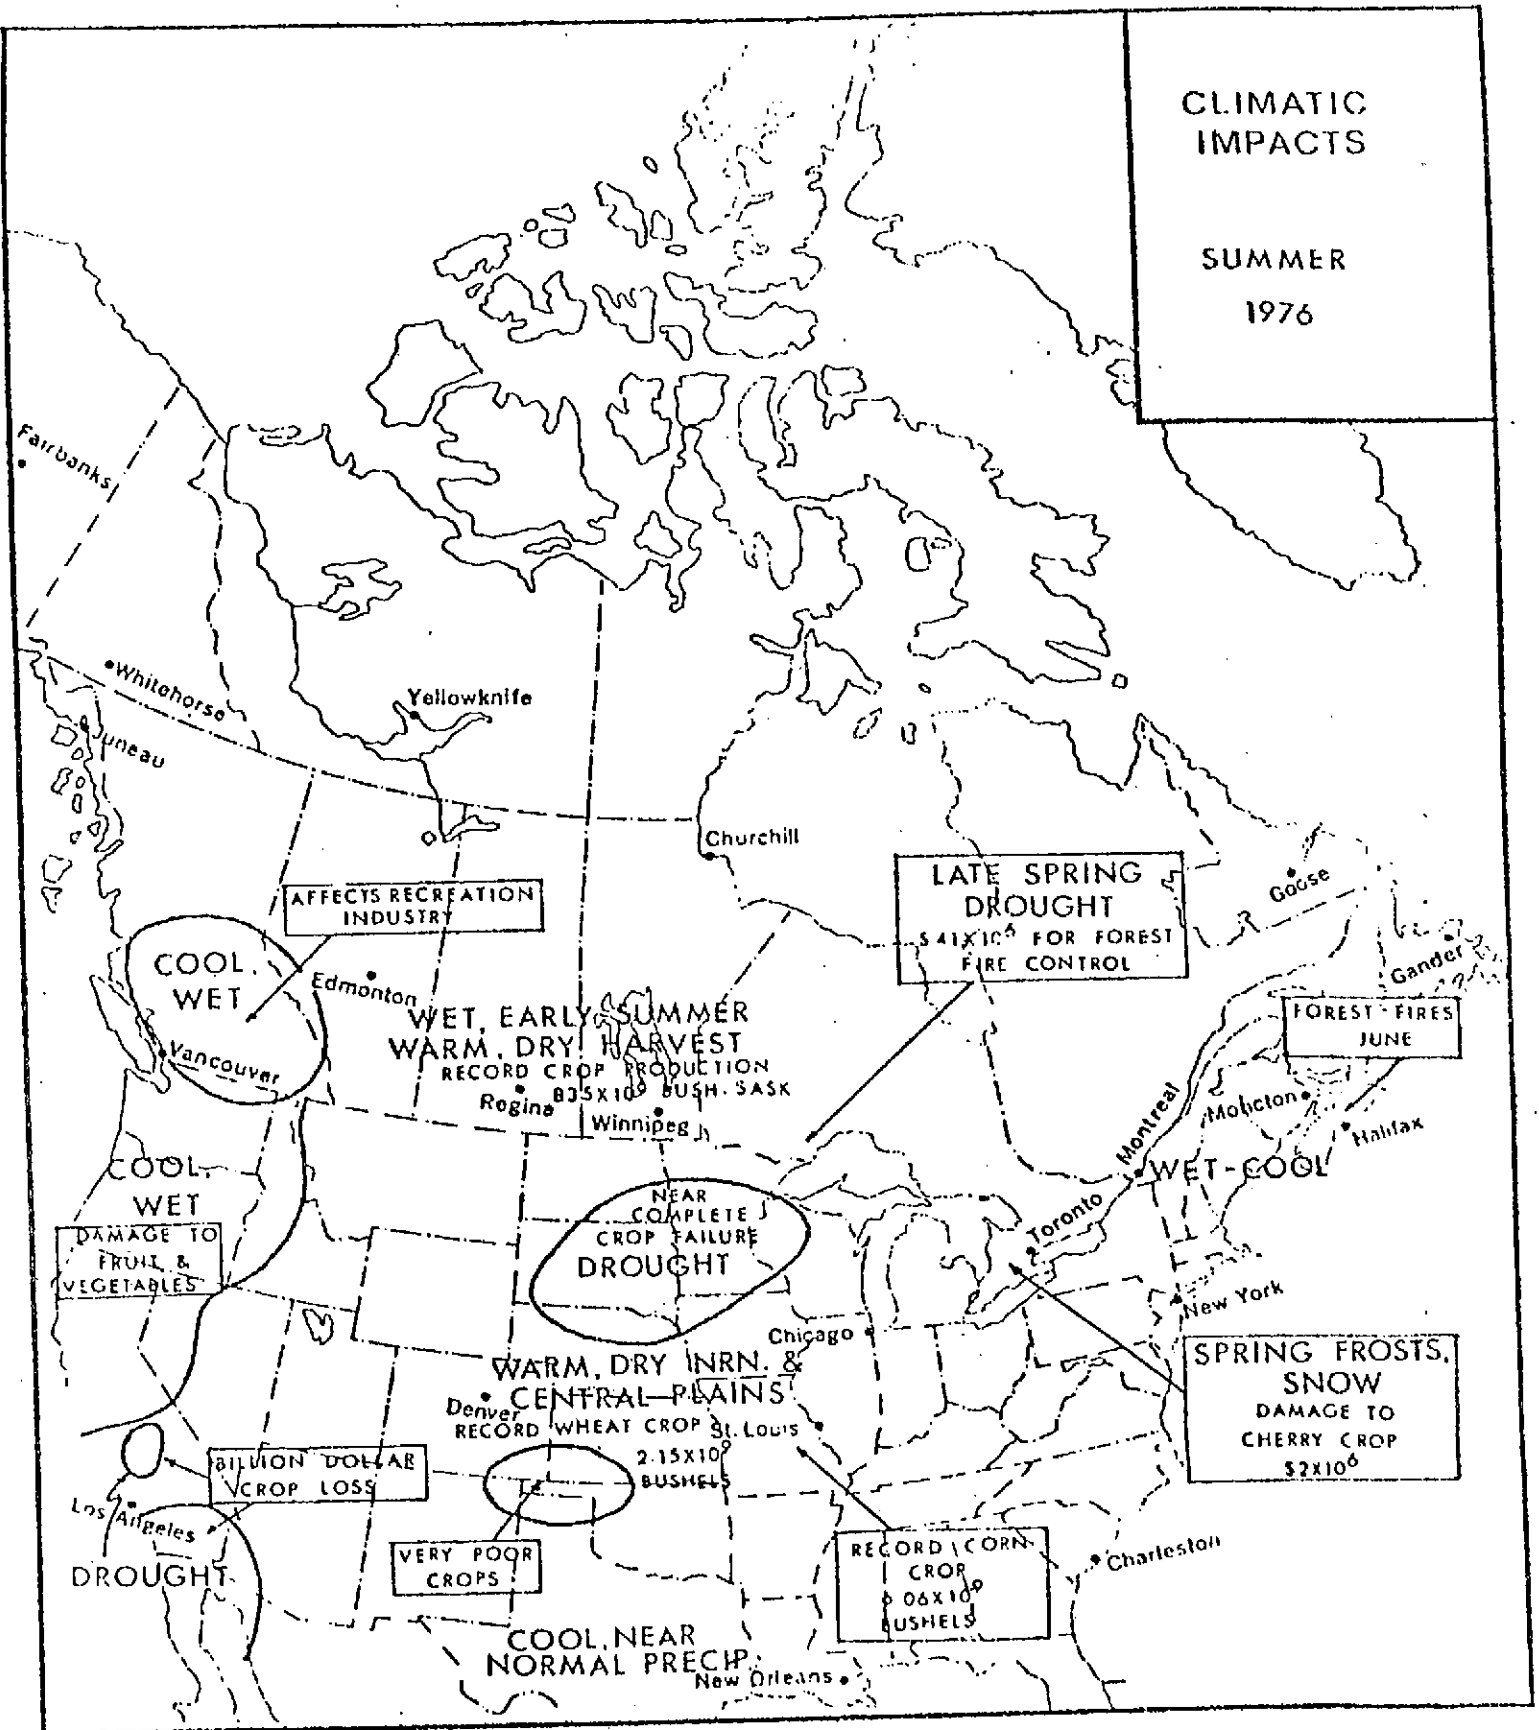 CLIMATIC
IMPACTS
SUMMER
1976
Fairbanks
Whitehorse
Juneau
Yellowknife
Churchill
AFFECTS RECREATION
INDUSTRY
LATE SPRING
DROUGHT
FOR FOREST
FIRE CONTROL
Goose
Gander
COOL,
WET
Edmonton
FOREST FIRES
JUNE
WET, EARLY SUMMER
WARM, DRY HARVEST
RECORD CROP PRODUCTION
BUSH. SASK
Vancouver
Regina
Winnipeg
Montreal
Moncton
Halifax
COOL,
WET
WET-COOL
NEAR
COMPLETE
CROP FAILURE
DROUGHT
DAMAGE TO
FRUIT &
VEGETABLES
Toronto
New York
Chicago
SPRING FROSTS,
SNOW
DAMAGE TO
CHERRY CROP
$2X10⁶
WARM, DRY NRN. &
CENTRAL PLAINS
Denver
RECORD WHEAT CROP
St. Louis
2.15X10⁹
BUSHELS
BILLION DOLLAR
CROP LOSS
Los Angeles
DROUGHT
VERY POOR
CROPS
RECORD CORN
CROP
BUSHELS
Charleston
COOL, NEAR
NORMAL PRECIP.
New Orleans